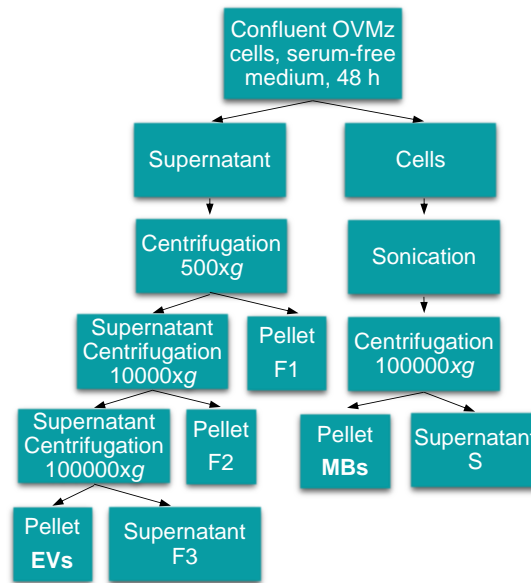 Confluent OVMz
cells, serum-free
medium, 48 h
Supernatant
Cells
Centrifugation
500xg
Sonication
Supernatant
Centrifugation
10000xg
Pellet
F1
Centrifugation
100000xg
Supernatant
Centrifugation
100000xg
Pellet
F2
Pellet
MBs
Supernatant
S
Pellet
EVs
Supernatant
F3